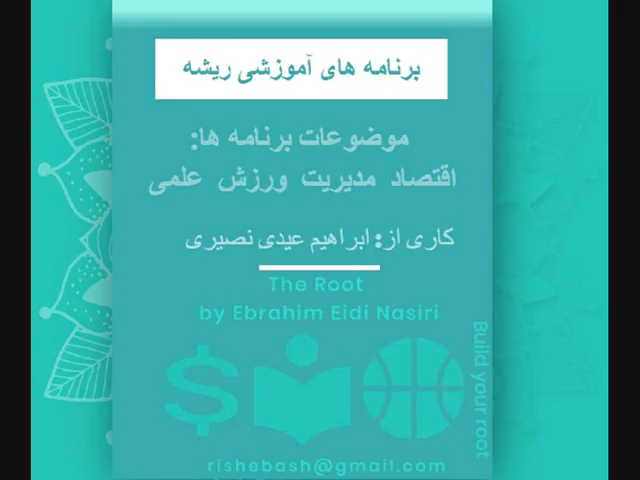 برنامه های آموزشی ریشه
موضوعات برنامه ها:
اقتصاد مدیریت ورزش علمی
کاری از: ابراهیم عیدی نصیری
The Root
by Ebrahim Eidi Nasiri
Build your root
rishebash@gmail.com